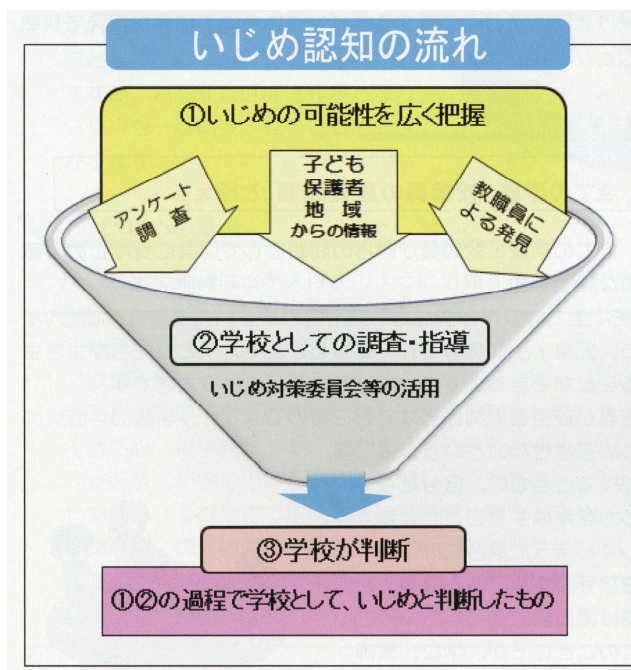 いじめ認知の流れ
①いじめの可能性を広く把握
アンケート
調査
子ども
保護者
地域
からの情報
教職員に
よる発見
②学校としての調査・指導
いじめ対策委員会等の活用
③学校が判断
①②の過程で学校として、いじめと判断したもの